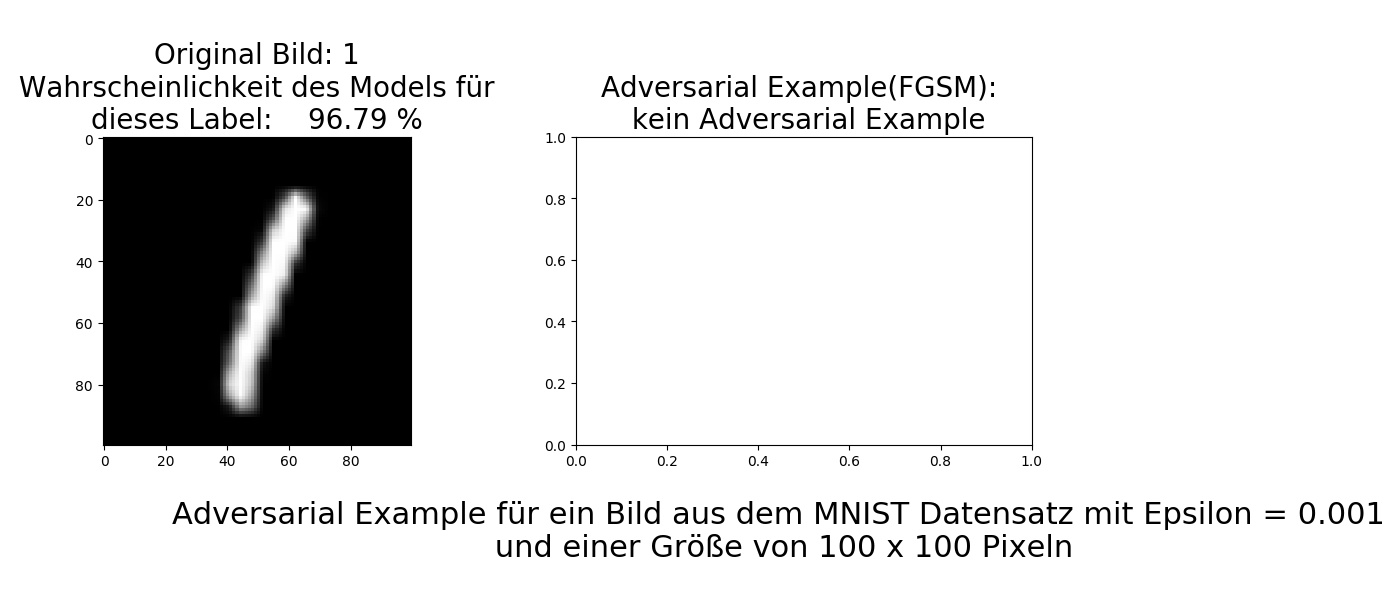 Original Bild: 1
Wahrscheinlichkeit des Models für
dieses Label: 96.79 %
0
20
40
60
80
0 20 40 60 80
Adversarial Example(FGSM):
kein Adversarial Example
1.0
0.8
0.6
0.4
0.2
0.0
0.0 0.2 0.4 0.6 0.8 1.0
Adversarial Example für ein Bild aus dem MNIST Datensatz mit Epsilon = 0.001
und einer Größe von 100 x 100 Pixeln